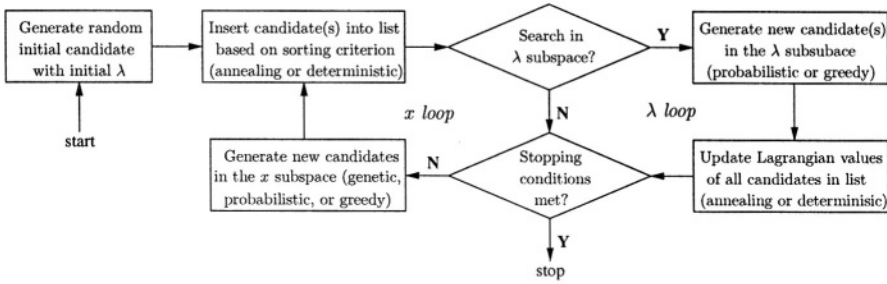 Generate random
initial candidate
with initial λ
start
Insert candidate(s) into list
based on sorting criterion
(annealing or deterministic)
Search in
λ subspace?
Y
Generate new candidate(s)
in the λ subsubace
(probabilistic or greedy)
x loop
N
λ loop
Generate new candidates
in the x subspace (genetic,
probabilistic, or greedy)
N
Stopping
conditions
met?
Update Lagrangian values
of all candidates in list
(annealing or determinisic)
Y
stop